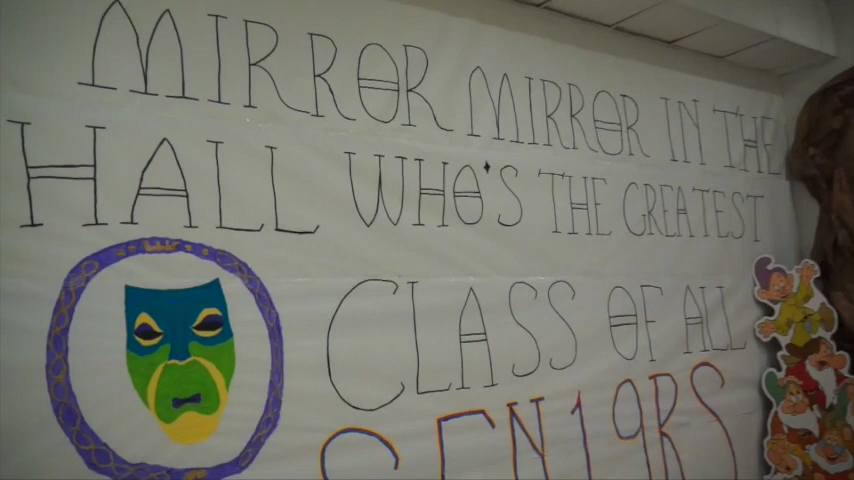 MIRROR MIRROR IN THE
HALL WHO'S THE GREATEST
CLASS OF ALL
SEN19RS